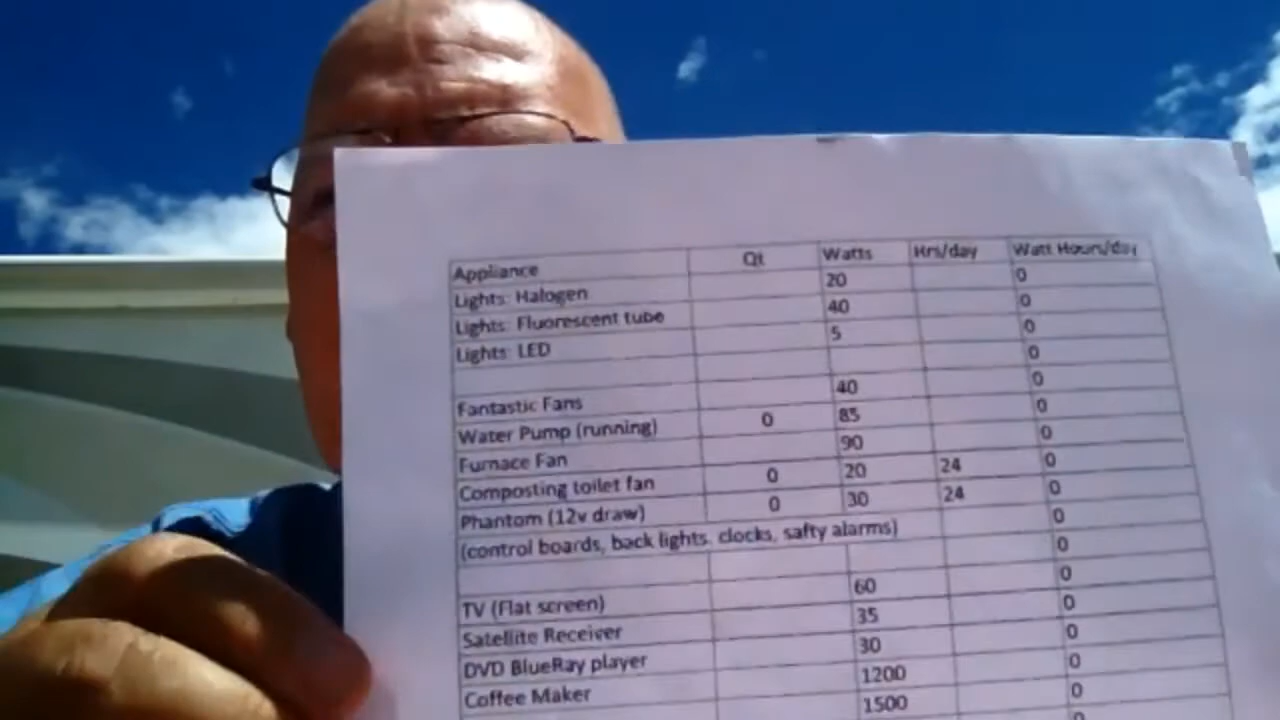 Appliance Qt Watts Hrs/day Watt Hours/day
Lights: Halogen 20 0
Lights: Fluorescent tube 40 0
Lights: LED 5 0
0
Fantastic Fans 40 0
Water Pump (running) 0 85 0
Furnace Fan 90 0
Composting toilet fan 0 20 24 0
Phantom (12v draw) 0 30 24 0
(control boards, back lights, clocks, safty alarms) 0
0
TV (Flat screen) 60 0
Satellite Receiver 35 0
DVD BlueRay player 30 0
Coffee Maker 1200 0
1500 0
0